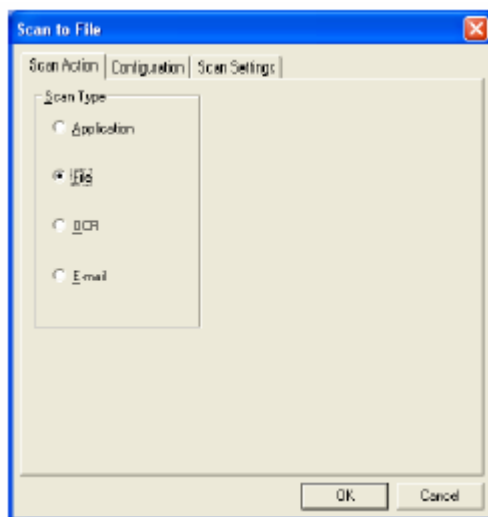 Scan to File
Scan Action Configuration Scan Settings
Scan Type
Application
File
OCR
E-mail
OK Cancel